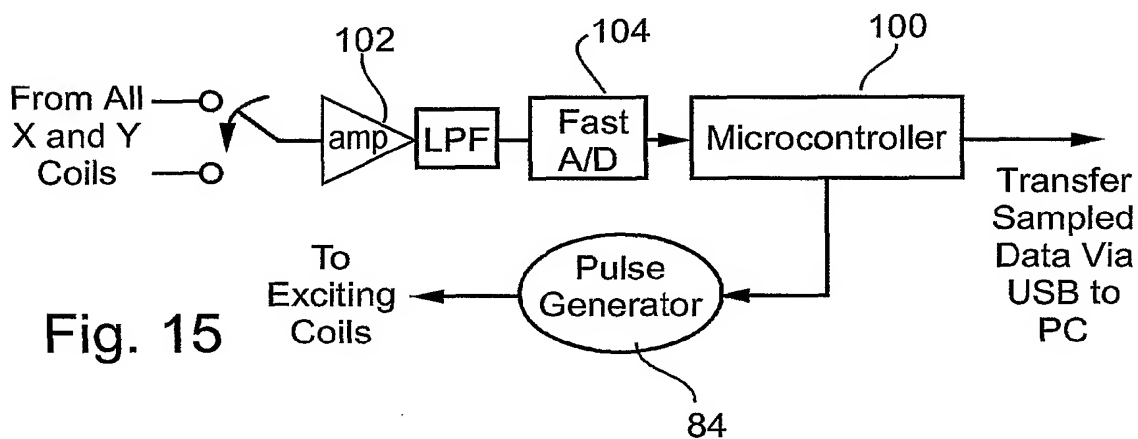 102
104
100
From All
X and Y
Coils
amp
LPF
Fast
A/D
Microcontroller
Transfer
Sampled
Data Via
USB to
PC
To
Exciting
Coils
Pulse
Generator
Fig. 15
84